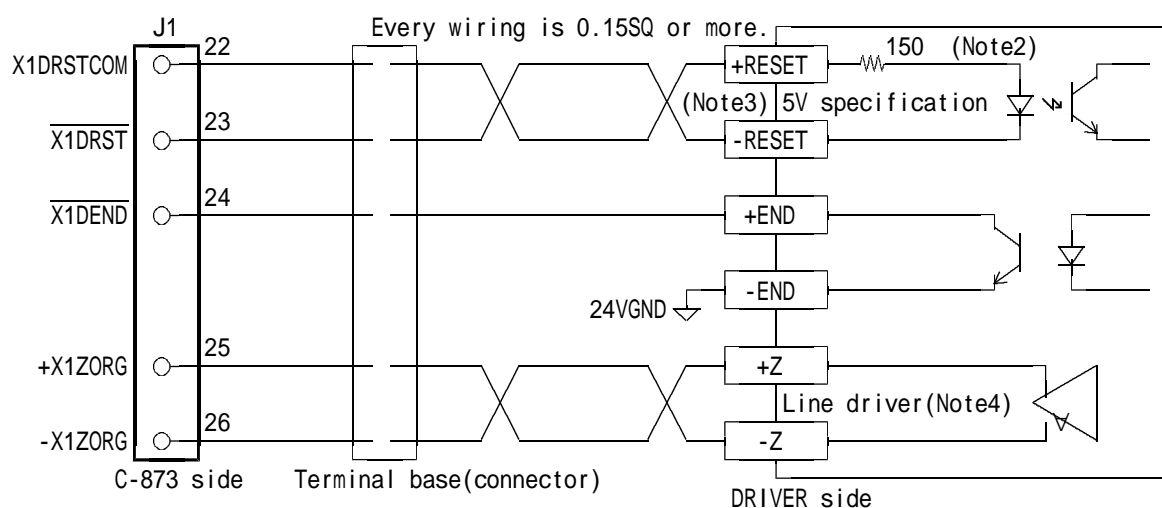 J1 Every wiring is 0.15SQ or more.
X1DRSTCOM 22 +RESET 150 (Note2)
(Note3) 5V specification
X1DRST 23 -RESET
X1DEND 24 +END
24VGND -END
+X1ZORG 25 +Z
Line driver(Note4)
-X1ZORG 26 -Z
C-873 side Terminal base(connector)
DRIVER side